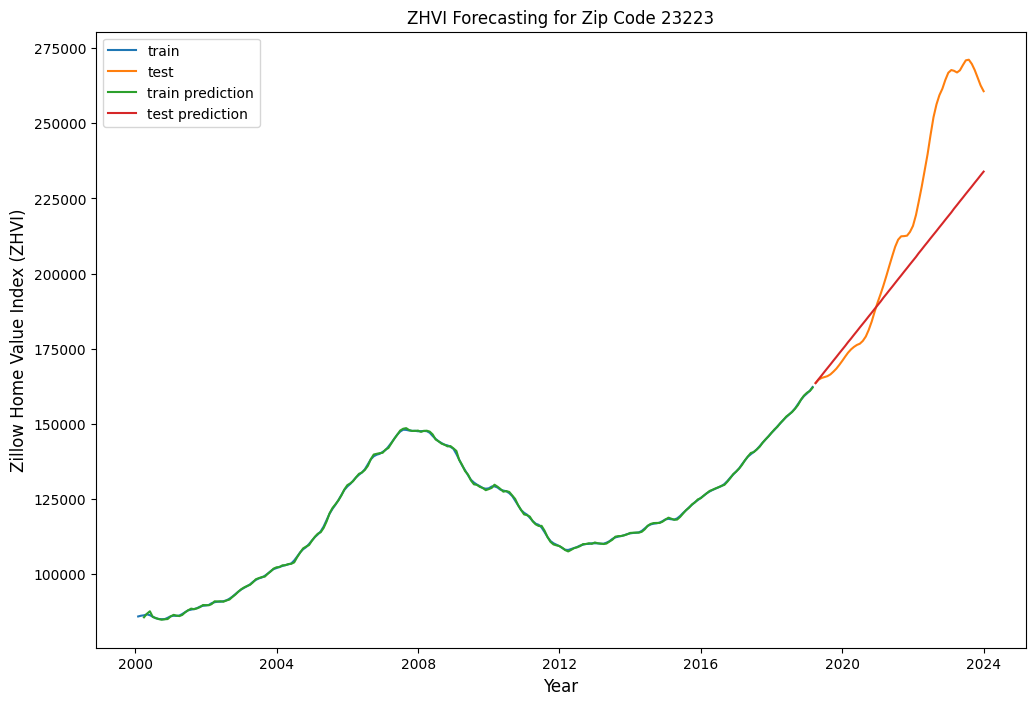 ZHVI Forecasting for Zip Code 23223
train
test
train prediction
test prediction
275000
250000
225000
200000
175000
150000
125000
100000
Zillow Home Value Index (ZHVI)
2000 2004 2008 2012 2016 2020 2024
Year